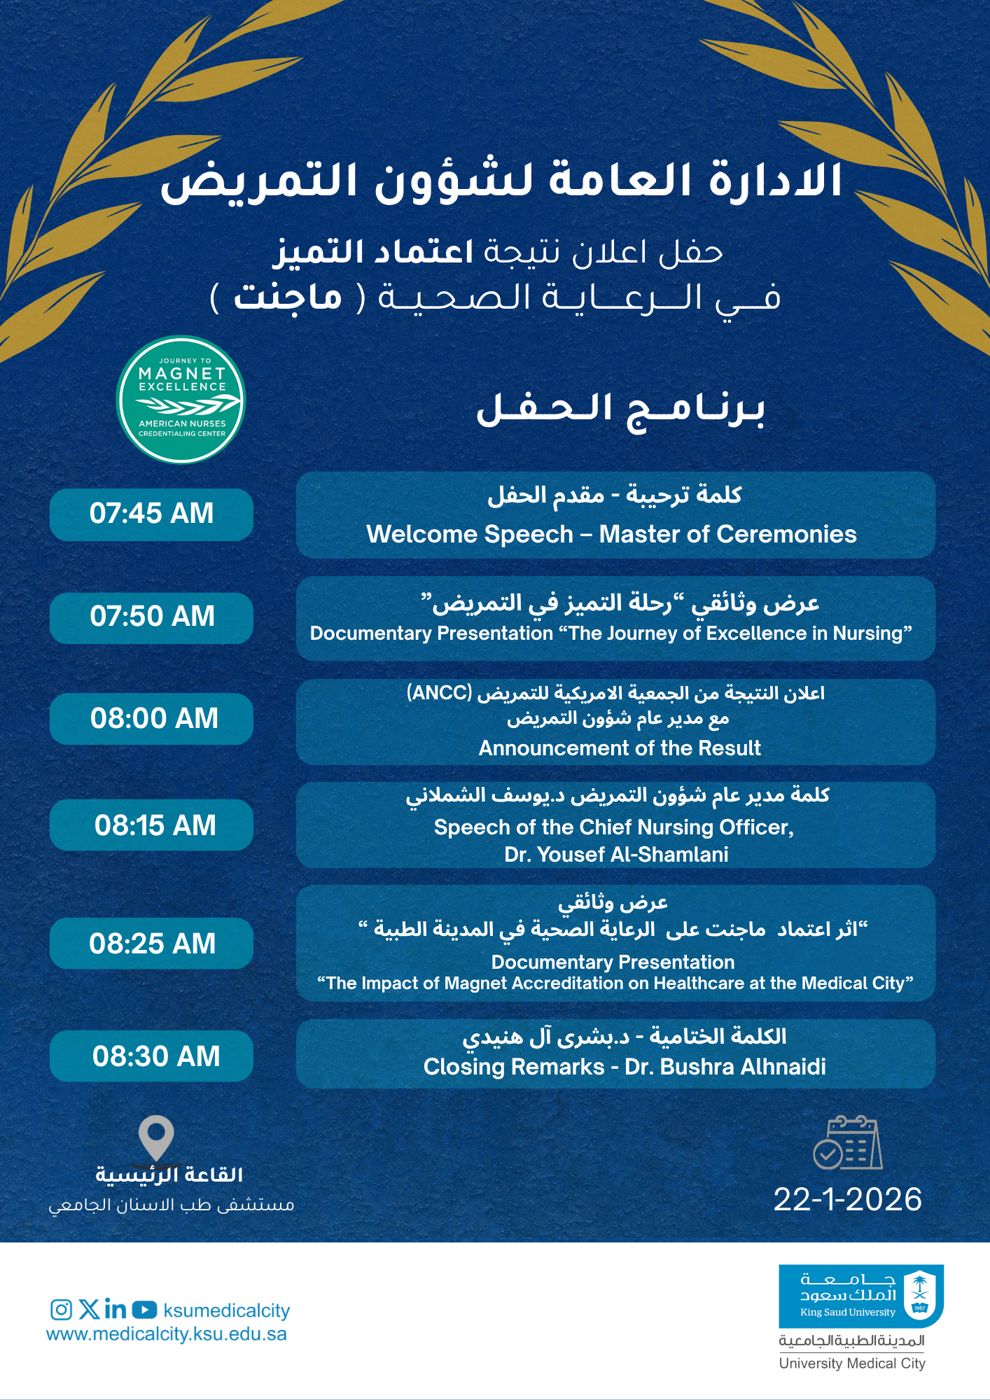 الادارة العامة لشؤون التمريض
حفل اعلان نتيجة اعتماد التميز
في الرعاية الصحية ( ماجنت )
JOURNEY TO
MAGNET
EXCELLENCE
AMERICAN NURSES
CREDENTIALING CENTER
برنامج الحفل
07:45 AM
كلمة ترحيبة - مقدم الحفل
Welcome Speech – Master of Ceremonies
07:50 AM
عرض وثائقي “رحلة التميز في التمريض”
Documentary Presentation “The Journey of Excellence in Nursing”
08:00 AM
اعلان النتيجة من الجمعية الامريكية للتمريض (ANCC)
مع مدير عام شؤون التمريض
Announcement of the Result
08:15 AM
كلمة مدير عام شؤون التمريض د.يوسف الشملاني
Speech of the Chief Nursing Officer,
Dr. Yousef Al-Shamlani
08:25 AM
عرض وثائقي
“اثر اعتماد ماجنت على الرعاية الصحية في المدينة الطبية “
Documentary Presentation
“The Impact of Magnet Accreditation on Healthcare at the Medical City”
08:30 AM
الكلمة الختامية - د.بشرى آل هنيدي
Closing Remarks - Dr. Bushra Alhnaidi
القاعة الرئيسية
مستشفى طب الاسنان الجامعي
22-1-2026
ksumedicalcity
www.medicalcity.ksu.edu.sa
جامعة
الملك سعود
King Saud University
1957
المدينة الطبية الجامعية
University Medical City